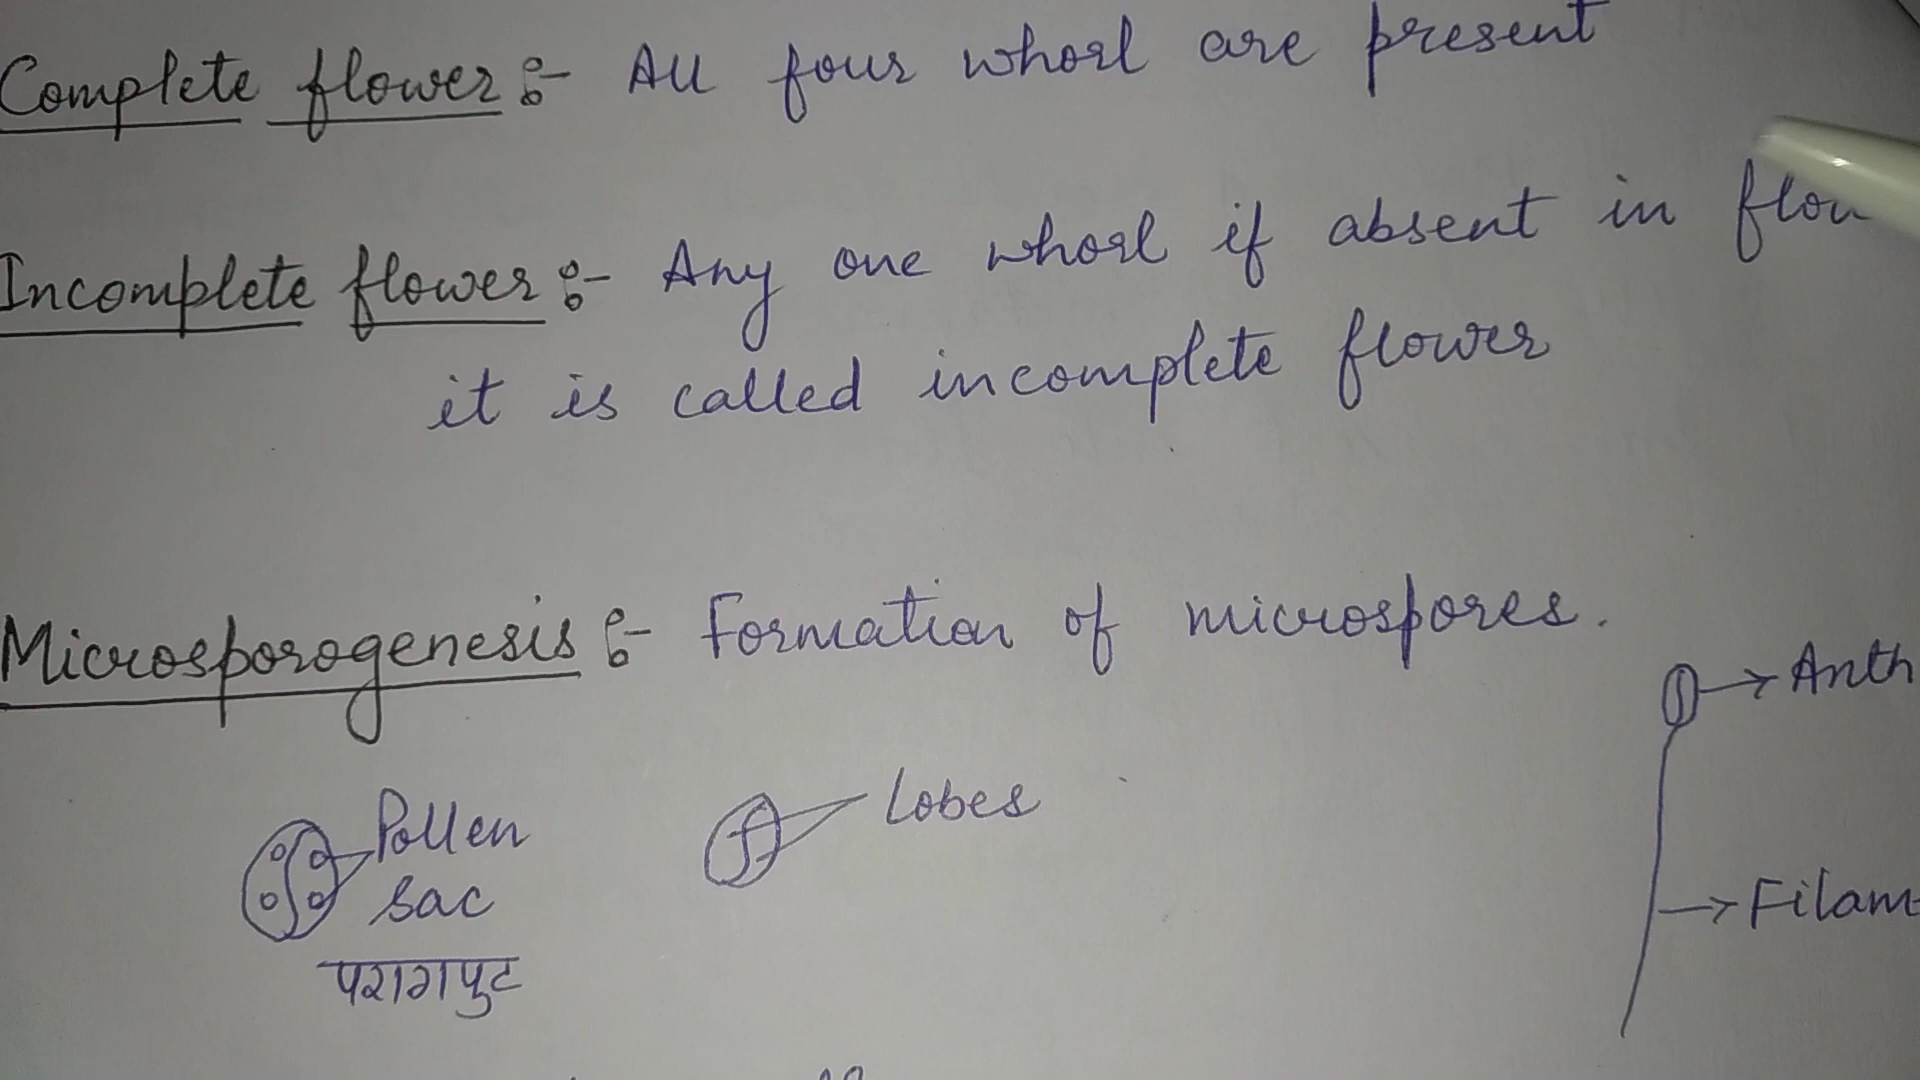 Complete flower :- All four whorl are present
Incomplete flower :- Any one whorl if absent in flow
it is called incomplete flower
Microsporogenesis :- Formation of microspores.
Anth
Lobes
Pollen
sac
Filam
परागपुट